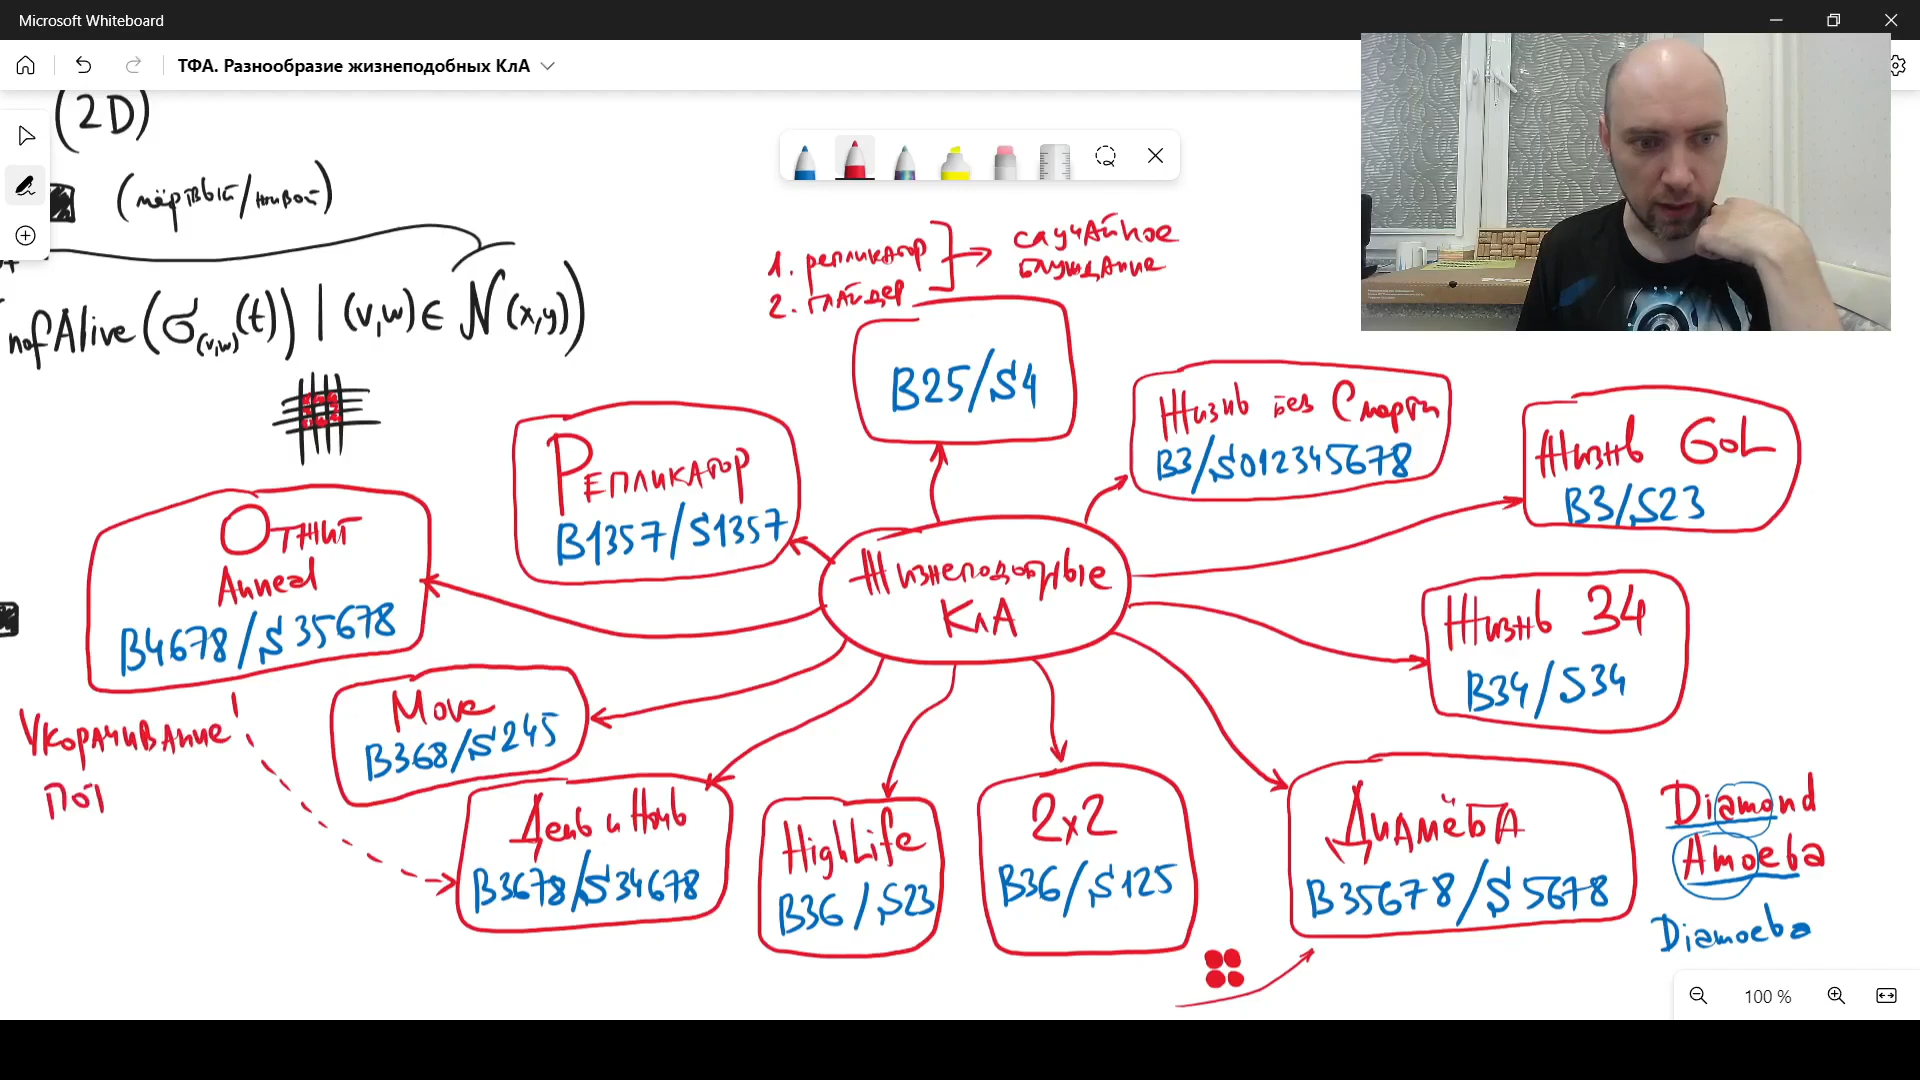 Microsoft Whiteboard
ТФА. Разнообразие жизнеподобных КлА
(2D)
(мёртвый/живой)
nofAlive(σ(v,w)(t)) | (v,w) ∈ N(x,y))
1. репликатор
2. глайдер
случайное
блуждание
B25/S4
Жизнь без Смерти
B3/S012345678
Жизнь GoL
B3/S23
Репликатор
B1357/S1357
Отжиг
Anneal
B4678/S35678
Жизнеподобные
КлА
Жизнь 34
B34/S34
Укорачивание
Move
B368/S245
День и Ночь
B3678/S34678
HighLife
B36/S23
2x2
B36/S125
Диамёба
B35678/S5678
Diamond
Amoeba
Diamoeba
100 %